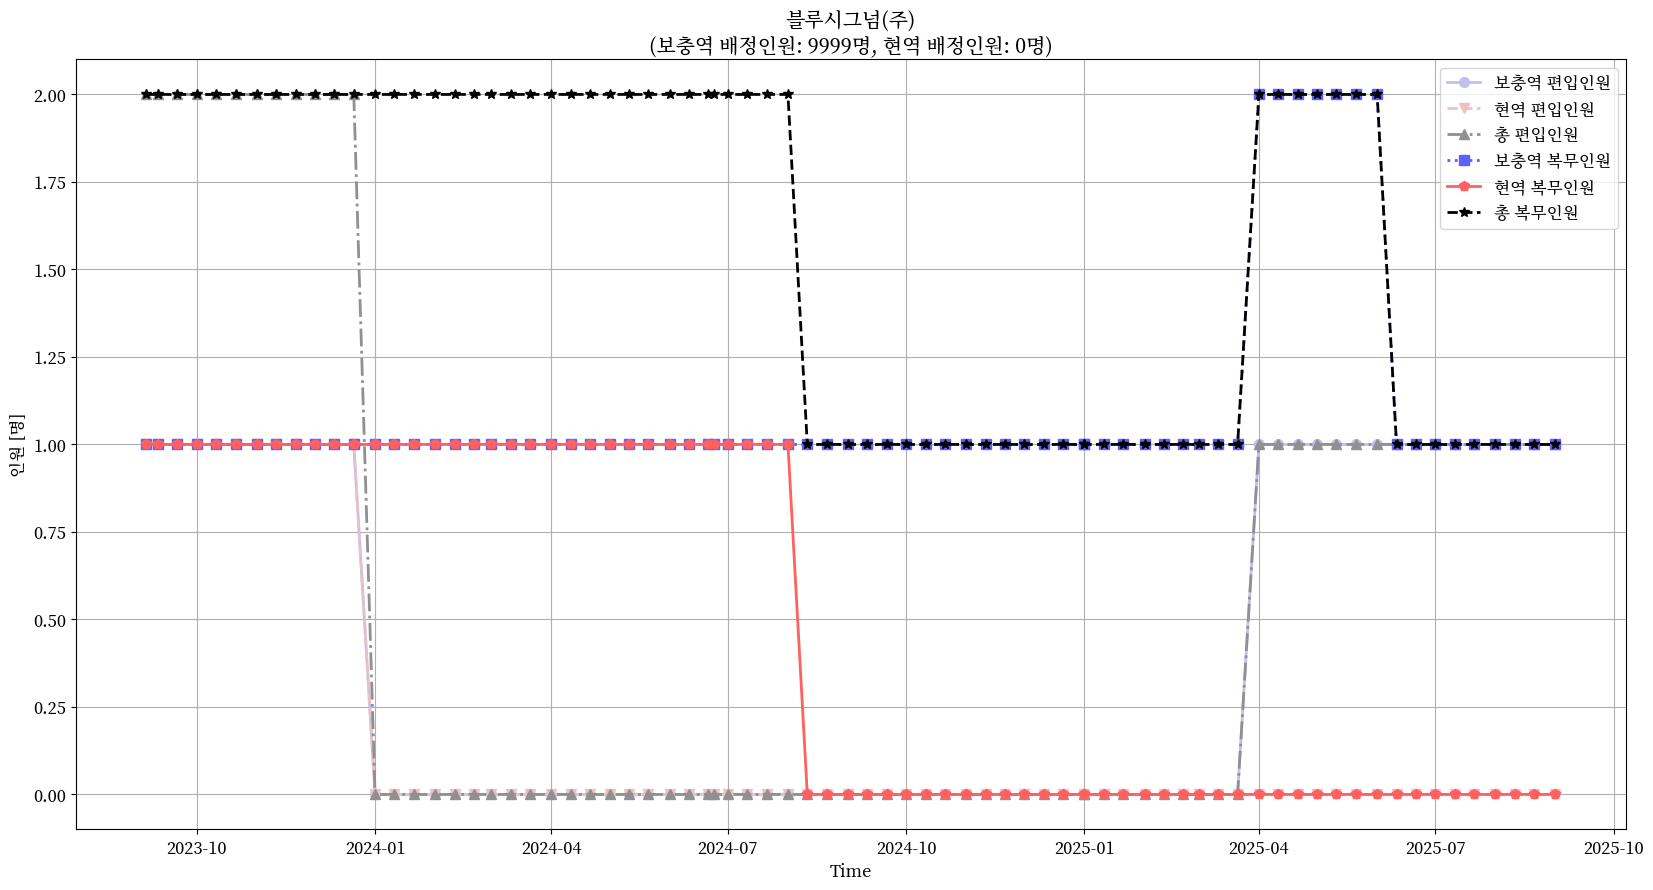 블루시그넘(주)
(보충역 배정인원: 9999명, 현역 배정인원: 0명)
보충역 편입인원
현역 편입인원
총 편입인원
보충역 복무인원
현역 복무인원
총 복무인원
인원 [명]
2.00
1.75
1.50
1.25
1.00
0.75
0.50
0.25
0.00
2023-10
2024-01
2024-04
2024-07
2024-10
2025-01
2025-04
2025-07
2025-10
Time